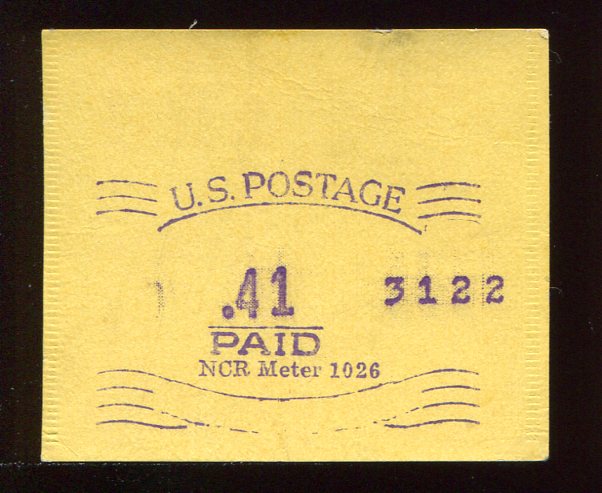 U.S. POSTAGE
.41 3122
PAID
NCR Meter 1026